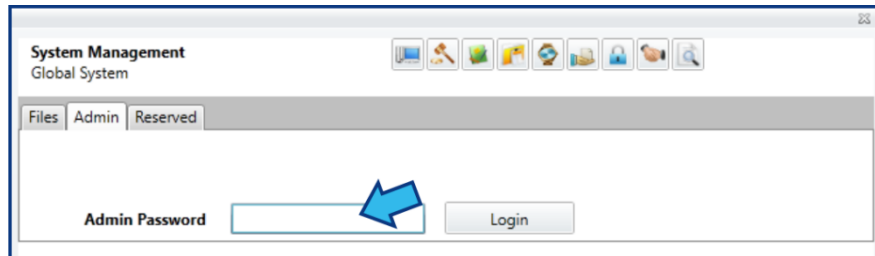 System Management
Global System
Files Admin Reserved
Admin Password Login